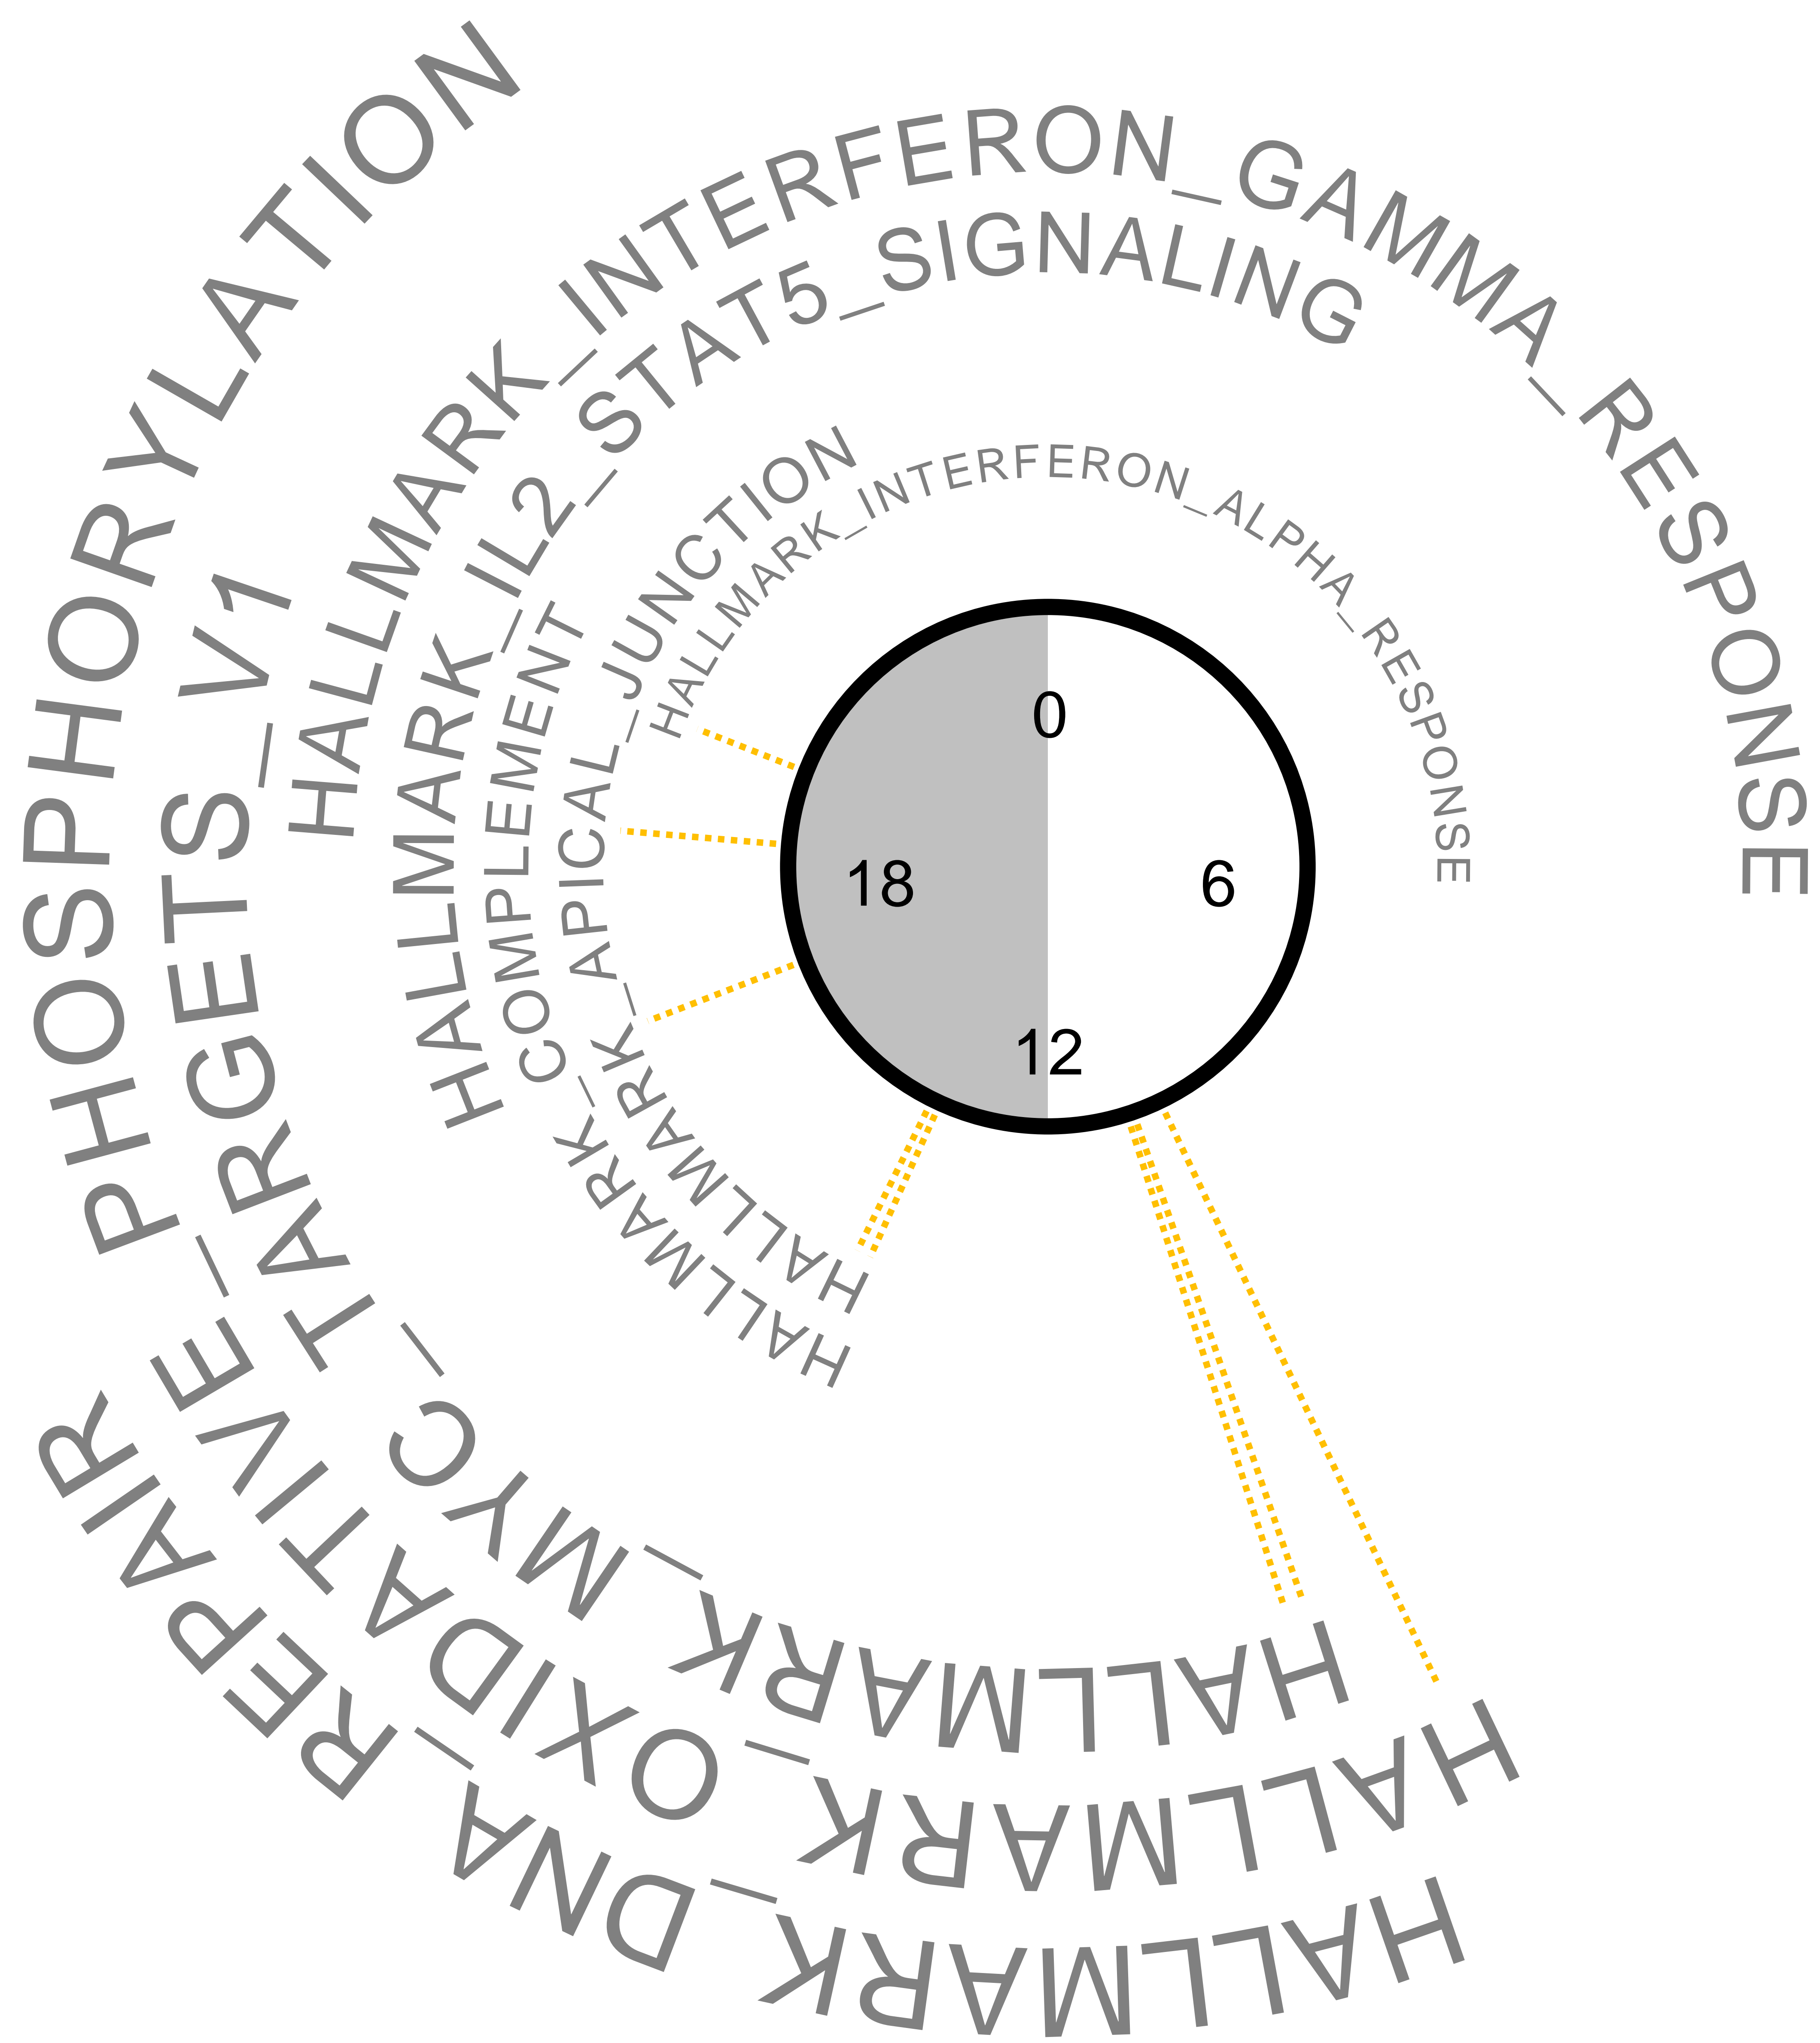 HALLMARK_INTERFERON_GAMMA_RESPONSE
HALLMARK_IL2_STAT5_SIGNALING
HALLMARK_INTERFERON_ALPHA_RESPONSE
HALLMARK_APICAL_JUNCTION
HALLMARK_COMPLEMENT
HALLMARK_MYC_TARGETS_V1
HALLMARK_OXIDATIVE_PHOSPHORYLATION
HALLMARK_DNA_REPAIR
0
6
12
18